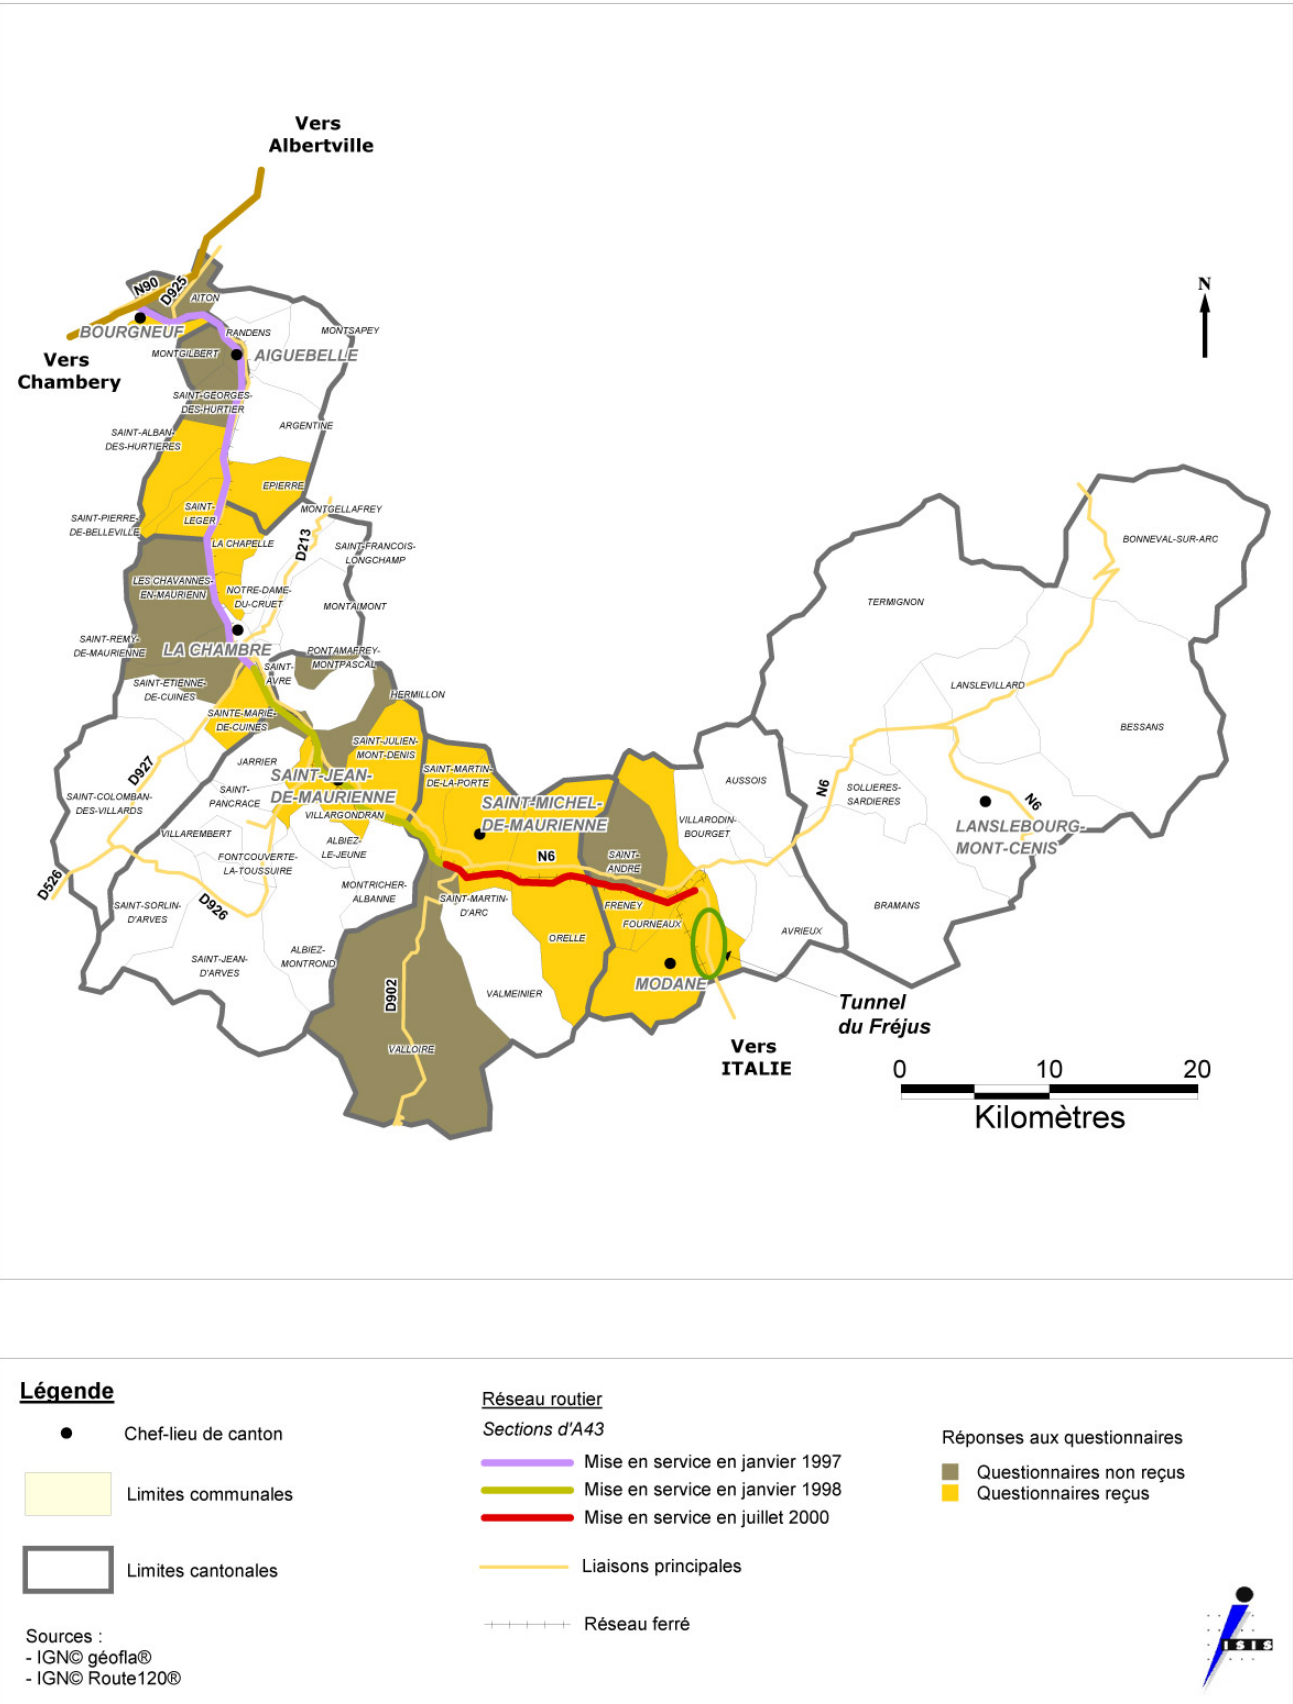 Vers
Albertville
N90
D925
AITON
BOURGNEUF
RANDENS
MONTSAPEY
MONTGILBERT
AIGUEBELLE
Vers
Chambery
SAINT-GEORGES-
DES-HURTIER
ARGENTINE
SAINT-ALBAN-
DES-HURTIERES
EPIERRE
SAINT-
LEGER
MONTGELLAFREY
SAINT-PIERRE-
DE-BELLEVILLE
LA CHAPELLE
D213
SAINT-FRANCOIS-
LONGCHAMP
LES CHAVANNES-
EN-MAURIENN
NOTRE-DAME-
DU-CRUET
MONTAIMONT
SAINT-REMY-
DE-MAURIENNE
LA CHAMBRE
PONTAMAFREY-
MONTPASCAL
SAINT-
AVRE
SAINT-ETIENNE-
DE-CUINES
HERMILLON
SAINTE-MARIE-
DE-CUINES
SAINT-JULIEN-
MONT-DENIS
JARRIER
D927
SAINT-JEAN-
DE-MAURIENNE
SAINT-MARTIN-
DE-LA-PORTE
SAINT-
PANCRACE
SAINT-COLOMBAN-
DES-VILLARDS
VILLARGONDRAN
SAINT-MICHEL-
DE-MAURIENNE
VILLAREMBERT
ALBIEZ-
LE-JEUNE
FONTCOUVERTE-
LA-TOUSSUIRE
N6
SAINT-
ANDRE
D526
D926
MONTRICHER-
ALBANNE
SAINT-MARTIN-
D'ARC
SAINT-SORLIN-
D'ARVES
FRENEY
FOURNEAUX
ORELLE
ALBIEZ-
MONTROND
SAINT-JEAN-
D'ARVES
D902
VALMEINIER
MODANE
VALLOIRE
AUSSOIS
VILLARODIN-
BOURGET
AVRIEUX
N6
SOLLIERES-
SARDIERES
BRAMANS
TERMIGNON
LANSLEVILLARD
N6
LANSLEBOURG-
MONT-CENIS
BESSANS
BONNEVAL-SUR-ARC
N
Tunnel
du Fréjus
Vers
ITALIE
0 10 20
Kilomètres
Légende
Chef-lieu de canton
Limites communales
Limites cantonales
Sources :
- IGN© géofla®
- IGN© Route120®
Réseau routier
Sections d'A43
Mise en service en janvier 1997
Mise en service en janvier 1998
Mise en service en juillet 2000
Liaisons principales
Réseau ferré
Réponses aux questionnaires
Questionnaires non reçus
Questionnaires reçus
ISIS